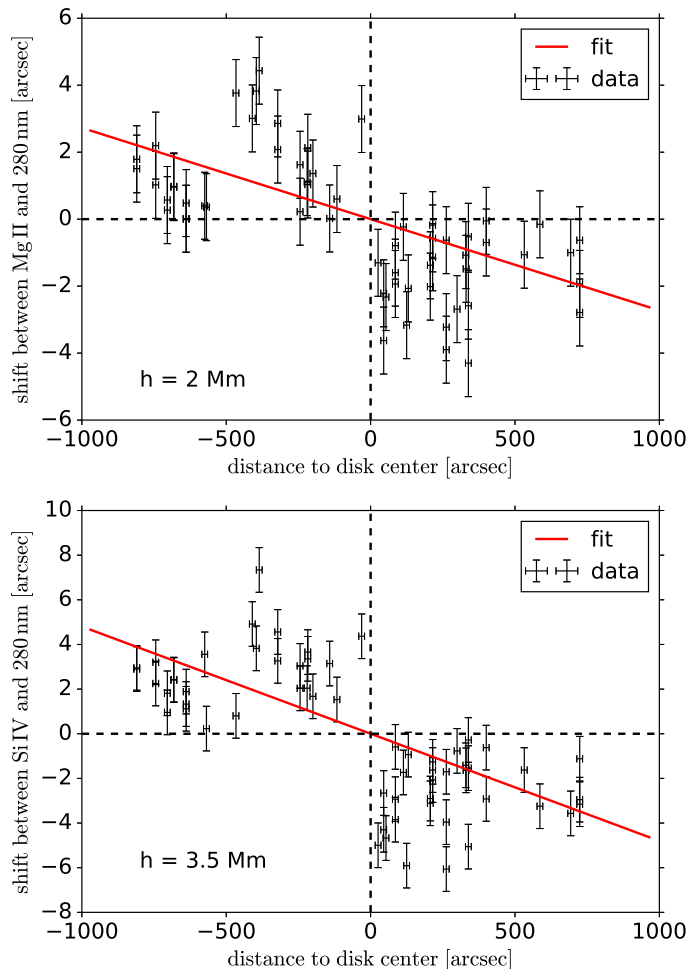 6
4
2
0
−2
−4
−6
−1000 −500 0 500 1000
distance to disk center [arcsec]
shift between Mg II and 280 nm [arcsec]
fit
data
h = 2 Mm
10
8
6
4
2
0
−2
−4
−6
−8
−1000 −500 0 500 1000
distance to disk center [arcsec]
shift between Si IV and 280 nm [arcsec]
fit
data
h = 3.5 Mm